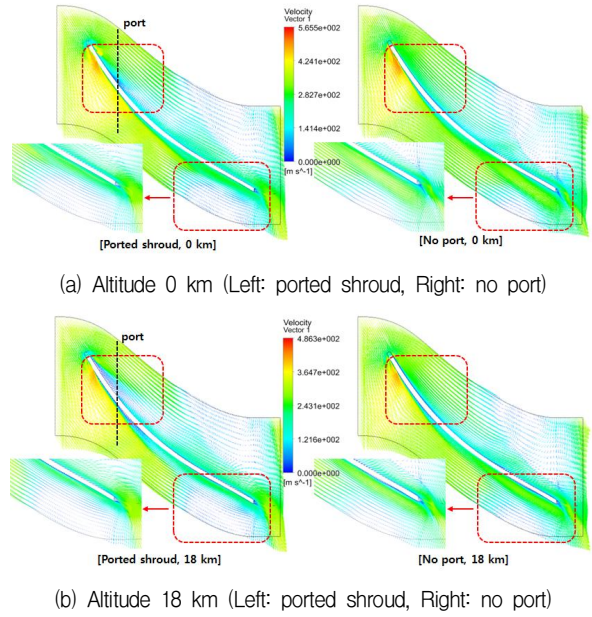 port
Velocity
Vector 1
5.655e+002
4.241e+002
2.827e+002
1.414e+002
0.000e+000
[m s^-1]
[Ported shroud, 0 km]
[No port, 0 km]
(a) Altitude 0 km (Left: ported shroud, Right: no port)
port
Velocity
Vector 1
4.863e+002
3.647e+002
2.431e+002
1.216e+002
0.000e+000
[m s^-1]
[Ported shroud, 18 km]
[No port, 18 km]
(b) Altitude 18 km (Left: ported shroud, Right: no port)